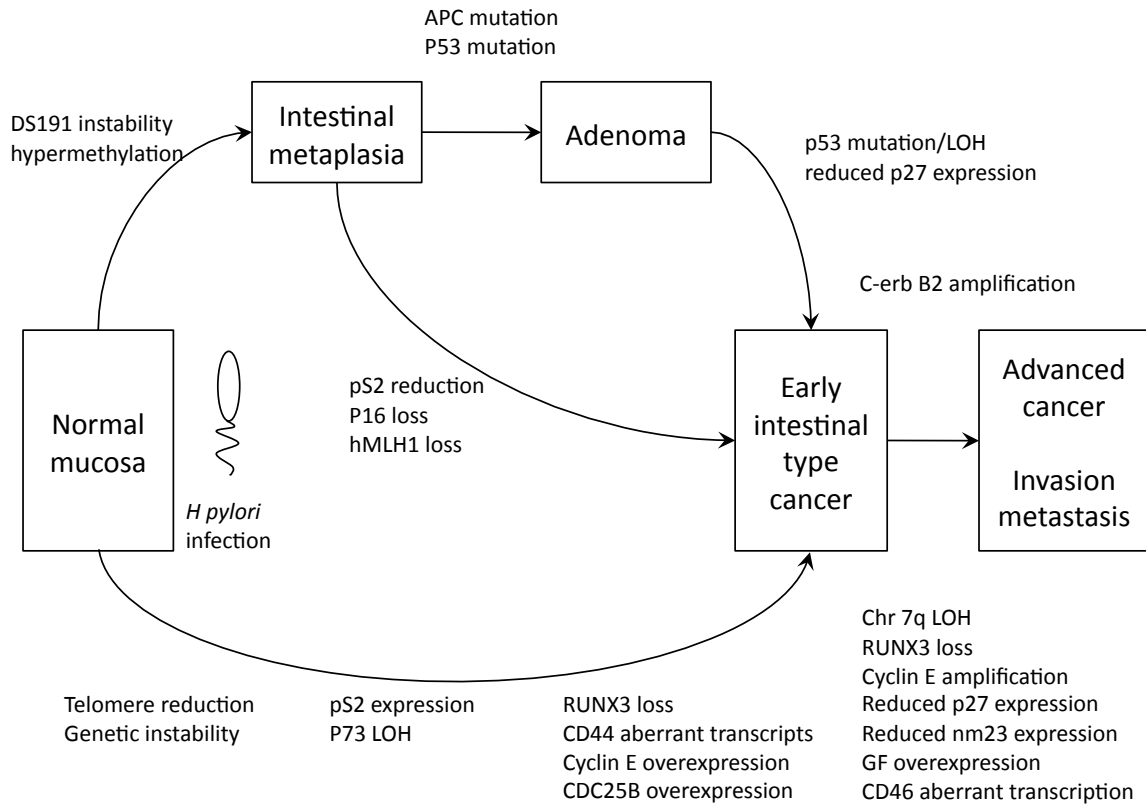 APC mutation
P53 mutation
DS191 instability
hypermethylation
Intestinal
metaplasia
Adenoma
p53 mutation/LOH
reduced p27 expression
C-erb B2 amplification
Normal
mucosa
H pylori
infection
pS2 reduction
P16 loss
hMLH1 loss
Early
intestinal
type
cancer
Advanced
cancer
Invasion
metastasis
Telomere reduction
Genetic instability
pS2 expression
P73 LOH
RUNX3 loss
CD44 aberrant transcripts
Cyclin E overexpression
CDC25B overexpression
Chr 7q LOH
RUNX3 loss
Cyclin E amplification
Reduced p27 expression
Reduced nm23 expression
GF overexpression
CD46 aberrant transcription